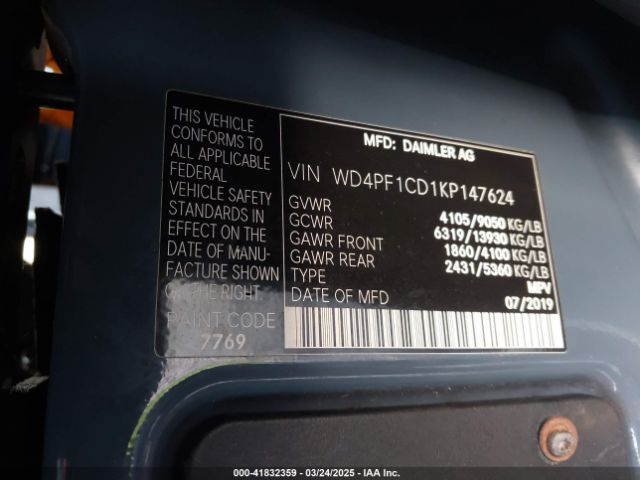 THIS VEHICLE
CONFORMS TO
ALL APPLICABLE
FEDERAL
VEHICLE SAFETY
STANDARDS IN
EFFECT ON THE
DATE OF MANU-
FACTURE SHOWN
ON THE RIGHT.
PAINT CODE
7769
MFD: DAIMLER AG
VIN WD4PF1CD1KP147624
GVWR 4105/9050 KG/LB
GCWR 6319/13930 KG/LB
GAWR FRONT 1860/4100 KG/LB
GAWR REAR 2431/5360 KG/LB
TYPE MPV
DATE OF MFD 07/2019
000-41832359 - 03/24/2025 - IAA Inc.